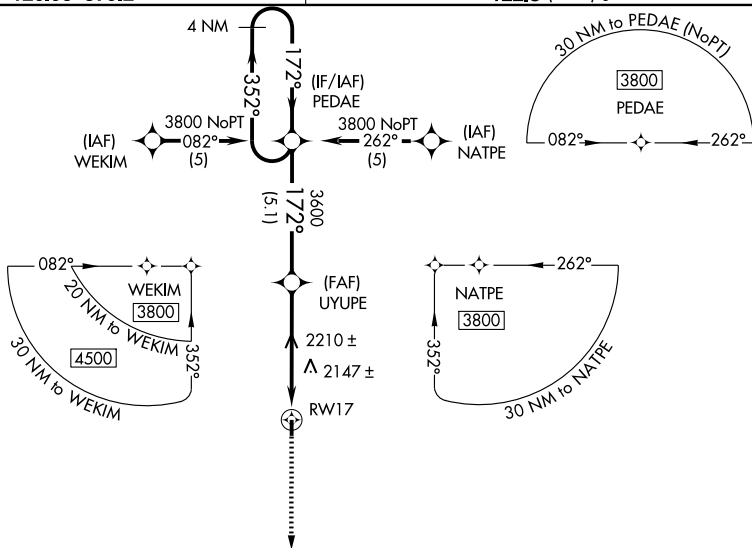 4 NM
352°
172°
(IF/IAF)
PEDAE
30 NM to PEDAE (NoPT)
3800
PEDAE
082°
262°
(IAF)
WEKIM
3800 NoPT
082°
(5)
3800 NoPT
262°
(5)
(IAF)
NATPE
3600
172°
(5.1)
(FAF)
UYUPE
082°
WEKIM
3800
20 NM to WEKIM
4500
30 NM to WEKIM
352°
262°
NATPE
3800
352°
30 NM to NATPE
2210 ±
2147 ±
RW17